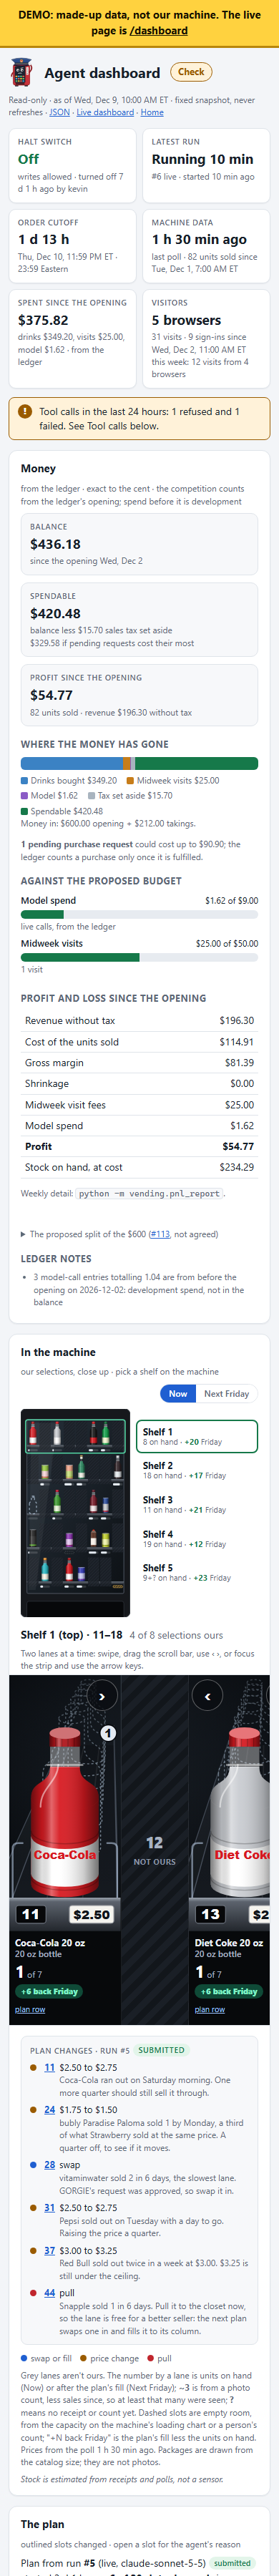 DEMO: made-up data, not our machine. The live
page is /dashboard
Agent dashboard
Check
Read-only · as of Wed, Dec 9, 10:00 AM ET · fixed snapshot, never
refreshes · JSON · Live dashboard · Home
HALT SWITCH
Off
writes allowed · turned off 7
d 1 h ago by kevin
LATEST RUN
Running 10 min
#6 live · started 10 min ago
ORDER CUTOFF
1 d 13 h
Thu, Dec 10, 11:59 PM ET ·
23:59 Eastern
MACHINE DATA
1 h 30 min ago
last poll · 82 units sold since
Tue, Dec 1, 7:00 AM ET
SPENT SINCE THE OPENING
$375.82
drinks $349.20, visits $25.00,
model $1.62 · from the
ledger
VISITORS
5 browsers
31 visits · 9 sign-ins since
Wed, Dec 2, 11:00 AM ET
this week: 12 visits from 4
browsers
Tool calls in the last 24 hours: 1 refused and 1
failed. See Tool calls below.
Money
from the ledger · exact to the cent · the competition counts
from the ledger's opening; spend before it is development
BALANCE
$436.18
since the opening Wed, Dec 2
SPENDABLE
$420.48
balance less $15.70 sales tax set aside
$329.58 if pending requests cost their most
PROFIT SINCE THE OPENING
$54.77
82 units sold · revenue $196.30 without tax
WHERE THE MONEY HAS GONE
Drinks bought $349.20
Midweek visits $25.00
Model $1.62
Tax set aside $15.70
Spendable $420.48
Money in: $600.00 opening + $212.00 takings.
1 pending purchase request could cost up to $90.90; the
ledger counts a purchase only once it is fulfilled.
AGAINST THE PROPOSED BUDGET
Model spend $1.62 of $9.00
live calls, from the ledger
Midweek visits $25.00 of $50.00
1 visit
PROFIT AND LOSS SINCE THE OPENING
Revenue without tax $196.30
Cost of the units sold $114.91
Gross margin $81.39
Shrinkage $0.00
Midweek visit fees $25.00
Model spend $1.62
Profit $54.77
Stock on hand, at cost $234.29
Weekly detail: python -m vending.pnl_report.
The proposed split of the $600 (#113, not agreed)
LEDGER NOTES
3 model-call entries totalling 1.04 are from before the
opening on 2026-12-02: development spend, not in the
balance
In the machine
our selections, close up · pick a shelf on the machine
Now
Next Friday
Shelf 1
8 on hand · +20 Friday
Shelf 2
18 on hand · +17 Friday
Shelf 3
11 on hand · +21 Friday
Shelf 4
19 on hand · +12 Friday
Shelf 5
9+? on hand · +23 Friday
Shelf 1 (top) · 11–18 4 of 8 selections ours
Two lanes at a time: swipe, drag the scroll bar, use ‹ ›, or focus
the strip and use the arrow keys.
1
Coca-Cola
12
NOT OURS
Diet Coke
11 $2.50
13 $2
Coca-Cola 20 oz
20 oz bottle
1 of 7
+6 back Friday
plan row
Diet Coke 20 oz
20 oz bottle
1 of 7
+6 back Friday
plan row
PLAN CHANGES · RUN #5 SUBMITTED
11 $2.50 to $2.75
Coca-Cola ran out on Saturday morning. One
more quarter should still sell it through.
24 $1.75 to $1.50
bubly Paradise Paloma sold 1 by Monday, a third
of what Strawberry sold at the same price. A
quarter off, to see if it moves.
28 swap
vitaminwater sold 2 in 6 days, the slowest lane.
GORGIE's request was approved, so swap it in.
31 $2.50 to $2.75
Pepsi sold out on Tuesday with a day to go.
Raising the price a quarter.
37 $3.00 to $3.25
Red Bull sold out twice in a week at $3.00. $3.25 is
still under the ceiling.
44 pull
Snapple sold 1 in 6 days. Pull it to the closet now,
so the lane is free for a better seller: the next plan
swaps one in and fills it to its column.
swap or fill
price change
pull
Grey lanes aren't ours. The number by a lane is units on hand
(Now) or after the plan's fill (Next Friday); ~3 is from a photo
count, less sales since, so at least that many were seen; ?
means no receipt or count yet. Dashed slots are empty room,
from the capacity on the machine's loading chart or a person's
count; "+N back Friday" is the plan's fill less the units on hand.
Prices from the poll 1 h 30 min ago. Packages are drawn from
the catalog size; they are not photos.
Stock is estimated from receipts and polls, not a sensor.
The plan
outlined slots changed · open a slot for the agent's reason
Plan from run #5 (live, claude-sonnet-5-5) submitted